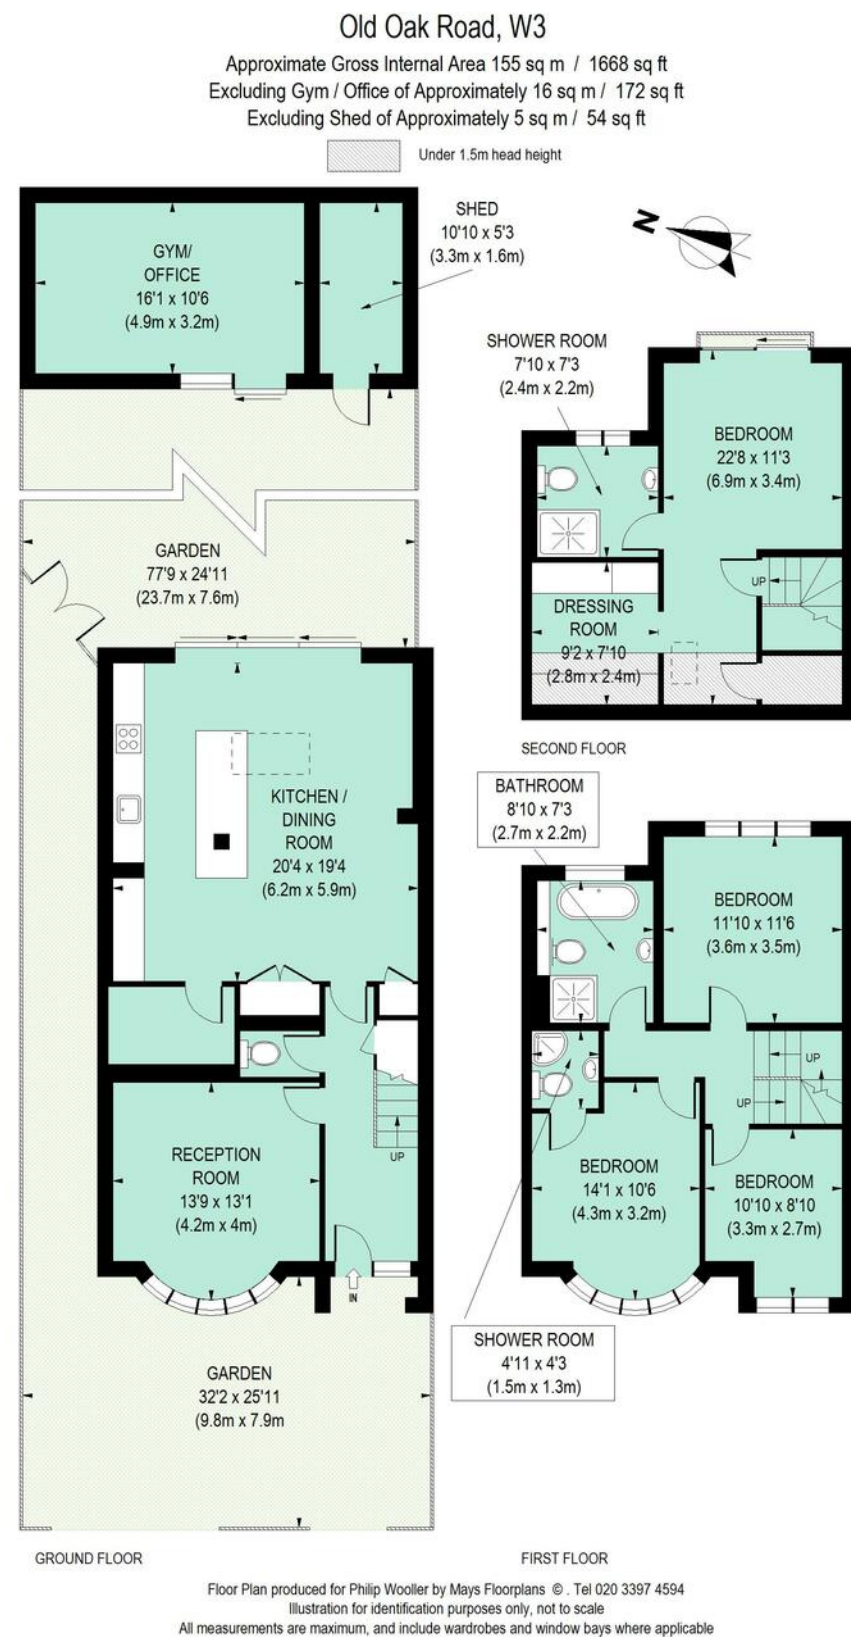 Old Oak Road, W3
Approximate Gross Internal Area 155 sq m / 1668 sq ft
Excluding Gym / Office of Approximately 16 sq m / 172 sq ft
Excluding Shed of Approximately 5 sq m / 54 sq ft
Under 1.5m head height
GYM/
OFFICE
16'1 x 10'6
(4.9m x 3.2m)
SHED
10'10 x 5'3
(3.3m x 1.6m)
N
GARDEN
77'9 x 24'11
(23.7m x 7.6m)
KITCHEN /
DINING
ROOM
20'4 x 19'4
(6.2m x 5.9m)
RECEPTION
ROOM
13'9 x 13'1
(4.2m x 4m)
UP
IN
GARDEN
32'2 x 25'11
(9.8m x 7.9m
GROUND FLOOR
SHOWER ROOM
7'10 x 7'3
(2.4m x 2.2m)
BEDROOM
22'8 x 11'3
(6.9m x 3.4m)
UP
DRESSING
ROOM
9'2 x 7'10
(2.8m x 2.4m)
SECOND FLOOR
BATHROOM
8'10 x 7'3
(2.7m x 2.2m)
BEDROOM
11'10 x 11'6
(3.6m x 3.5m)
UP
UP
BEDROOM
14'1 x 10'6
(4.3m x 3.2m)
BEDROOM
10'10 x 8'10
(3.3m x 2.7m)
SHOWER ROOM
4'11 x 4'3
(1.5m x 1.3m)
FIRST FLOOR
Floor Plan produced for Philip Wooller by Mays Floorplans © . Tel 020 3397 4594
Illustration for identification purposes only, not to scale
All measurements are maximum, and include wardrobes and window bays where applicable